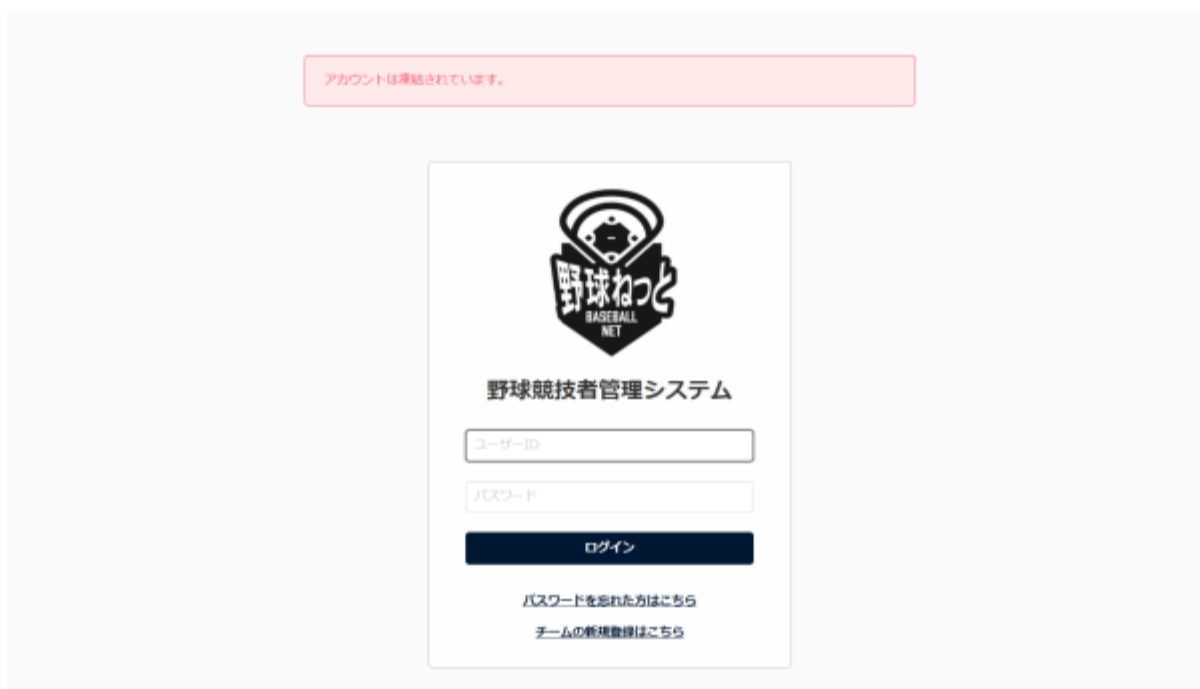 アカウントは凍結されています。
野球ねっと
BASEBALL
NET
野球競技者管理システム
ユーザーID
パスワード
ログイン
パスワードを忘れた方はこちら
チームの新規登録はこちら